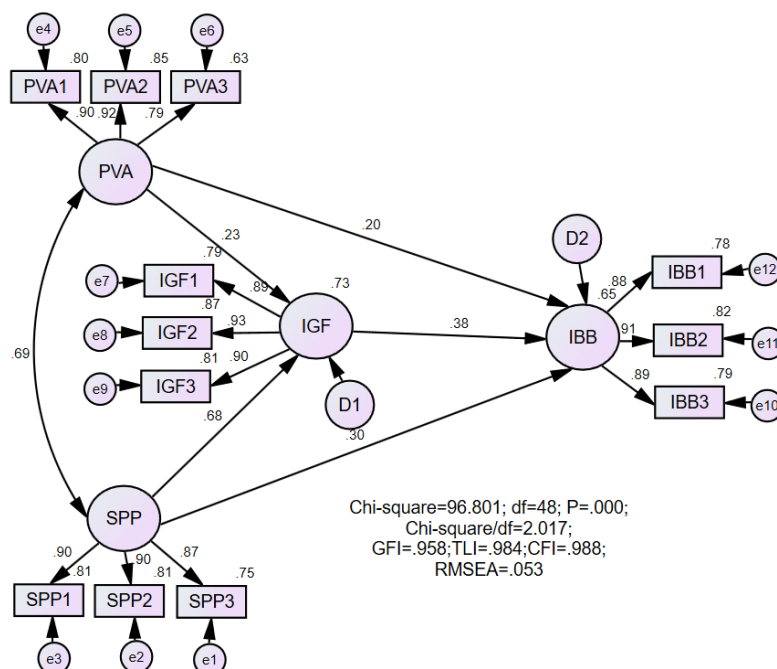 e4
e5
e6
.80
.85
.63
PVA1
PVA2
PVA3
.90
.92
.79
PVA
.20
.23
D2
.79
.78
e7
IGF1
.89
.73
.88
.65
IBB1
e12
.87
e8
IGF2
.93
IGF
.38
IBB
.91
IBB2
.82
e11
.69
.81
.90
e9
IGF3
.89
.79
IBB3
e10
.68
D1
.30
SPP
Chi-square=96.801; df=48; P=.000;
Chi-square/df=2.017;
GFI=.958;TLI=.984;CFI=.988;
RMSEA=.053
.90
.90
.87
.81
.81
.75
SPP1
SPP2
SPP3
e3
e2
e1